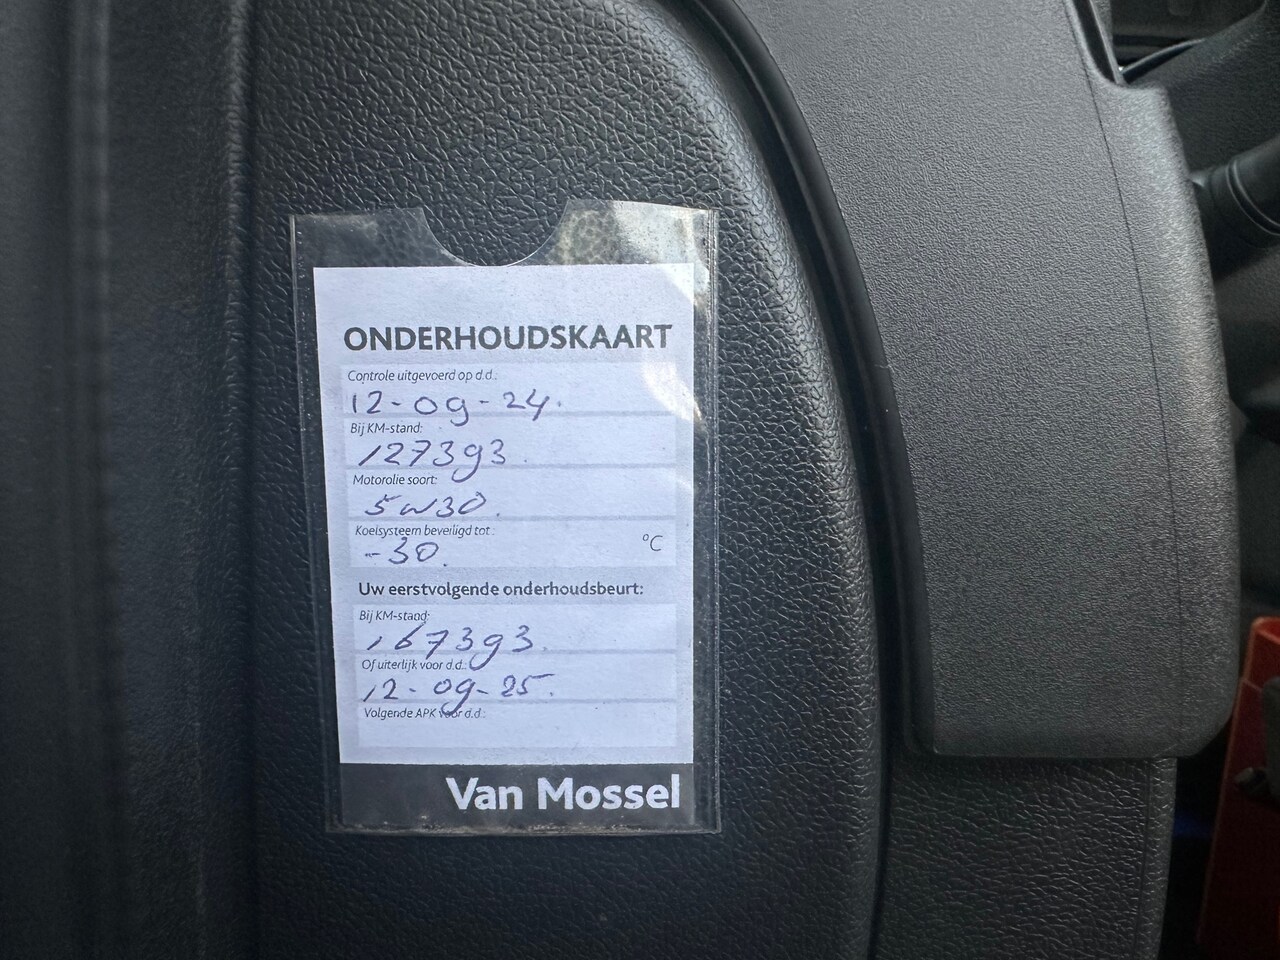 ONDERHOUDSKAART
Controle uitgevoerd op d.d.:
12-09-24.
Bij KM-stand:
127393.
Motorolie soort:
5W30.
Koelsysteem beveiligd tot:
-30. °C
Uw eerstvolgende onderhoudsbeurt:
Bij KM-stand:
167393.
Of uiterlijk voor d.d.:
12-09-25.
Volgende APK voor d.d.:
Van Mossel